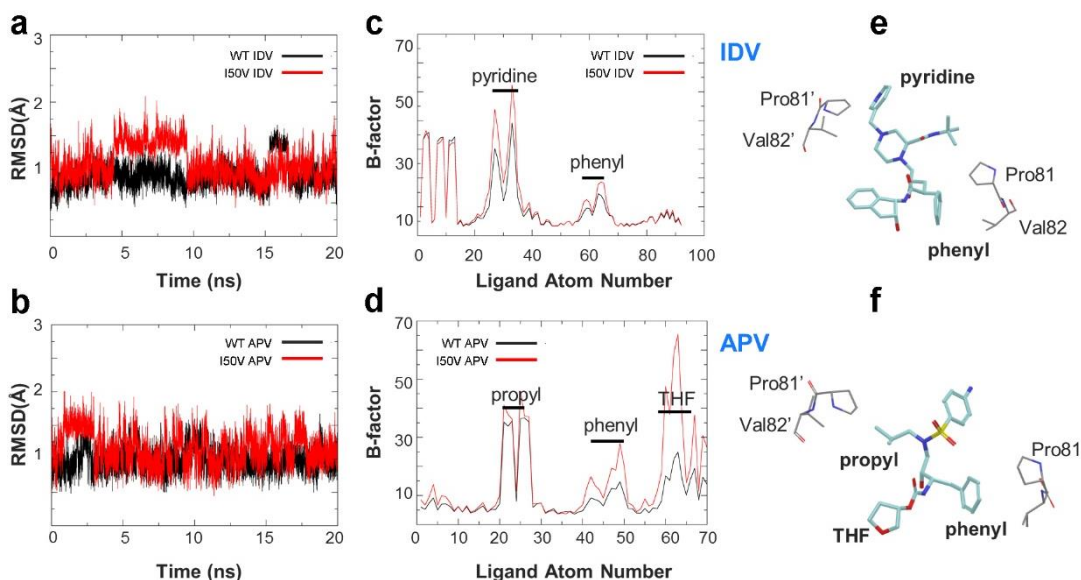 a
3
2
1
RMSD(Å)
WT IDV
I50V IDV
0 5 10 15 20
Time (ns)
c
70
50
30
10
B-factor
WT IDV
I50V IDV
pyridine
phenyl
0 20 40 60 80 100
Ligand Atom Number
IDV
e
pyridine
Pro81'
Val82'
Pro81
Val82
phenyl
b
3
2
1
RMSD(Å)
WT APV
I50V APV
0 5 10 15 20
Time (ns)
d
70
50
30
10
B-factor
WT APV
I50V APV
propyl
phenyl
THF
0 10 20 30 40 50 60 70
Ligand Atom Number
APV
f
Pro81'
Val82'
propyl
Pro81
THF
phenyl